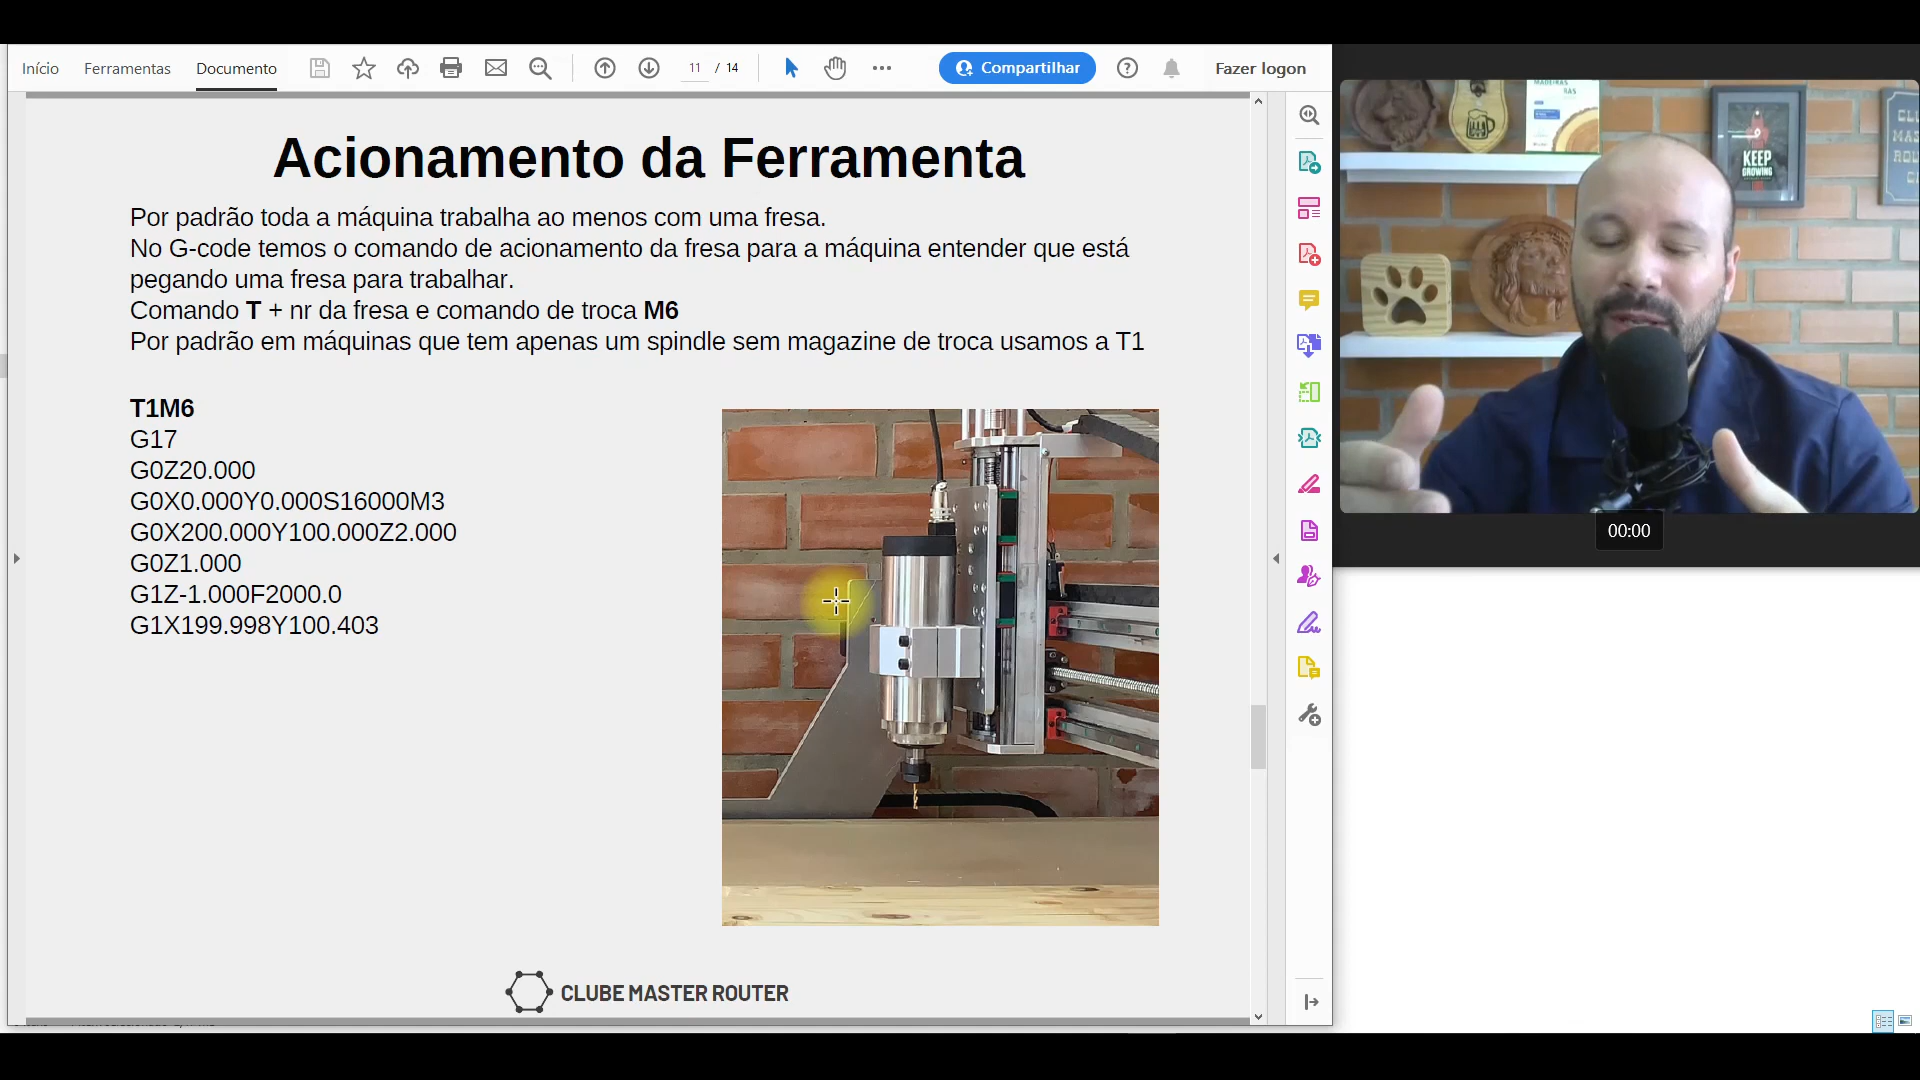 Início Ferramentas Documento 11 / 14 Compartilhar Fazer logon
Acionamento da Ferramenta
Por padrão toda a máquina trabalha ao menos com uma fresa.
No G-code temos o comando de acionamento da fresa para a máquina entender que está
pegando uma fresa para trabalhar.
Comando T + nr da fresa e comando de troca M6
Por padrão em máquinas que tem apenas um spindle sem magazine de troca usamos a T1
T1M6
G17
G0Z20.000
G0X0.000Y0.000S16000M3
G0X200.000Y100.000Z2.000
G0Z1.000
G1Z-1.000F2000.0
G1X199.998Y100.403
CLUBE MASTER ROUTER
KEEP
GROWING
00:00